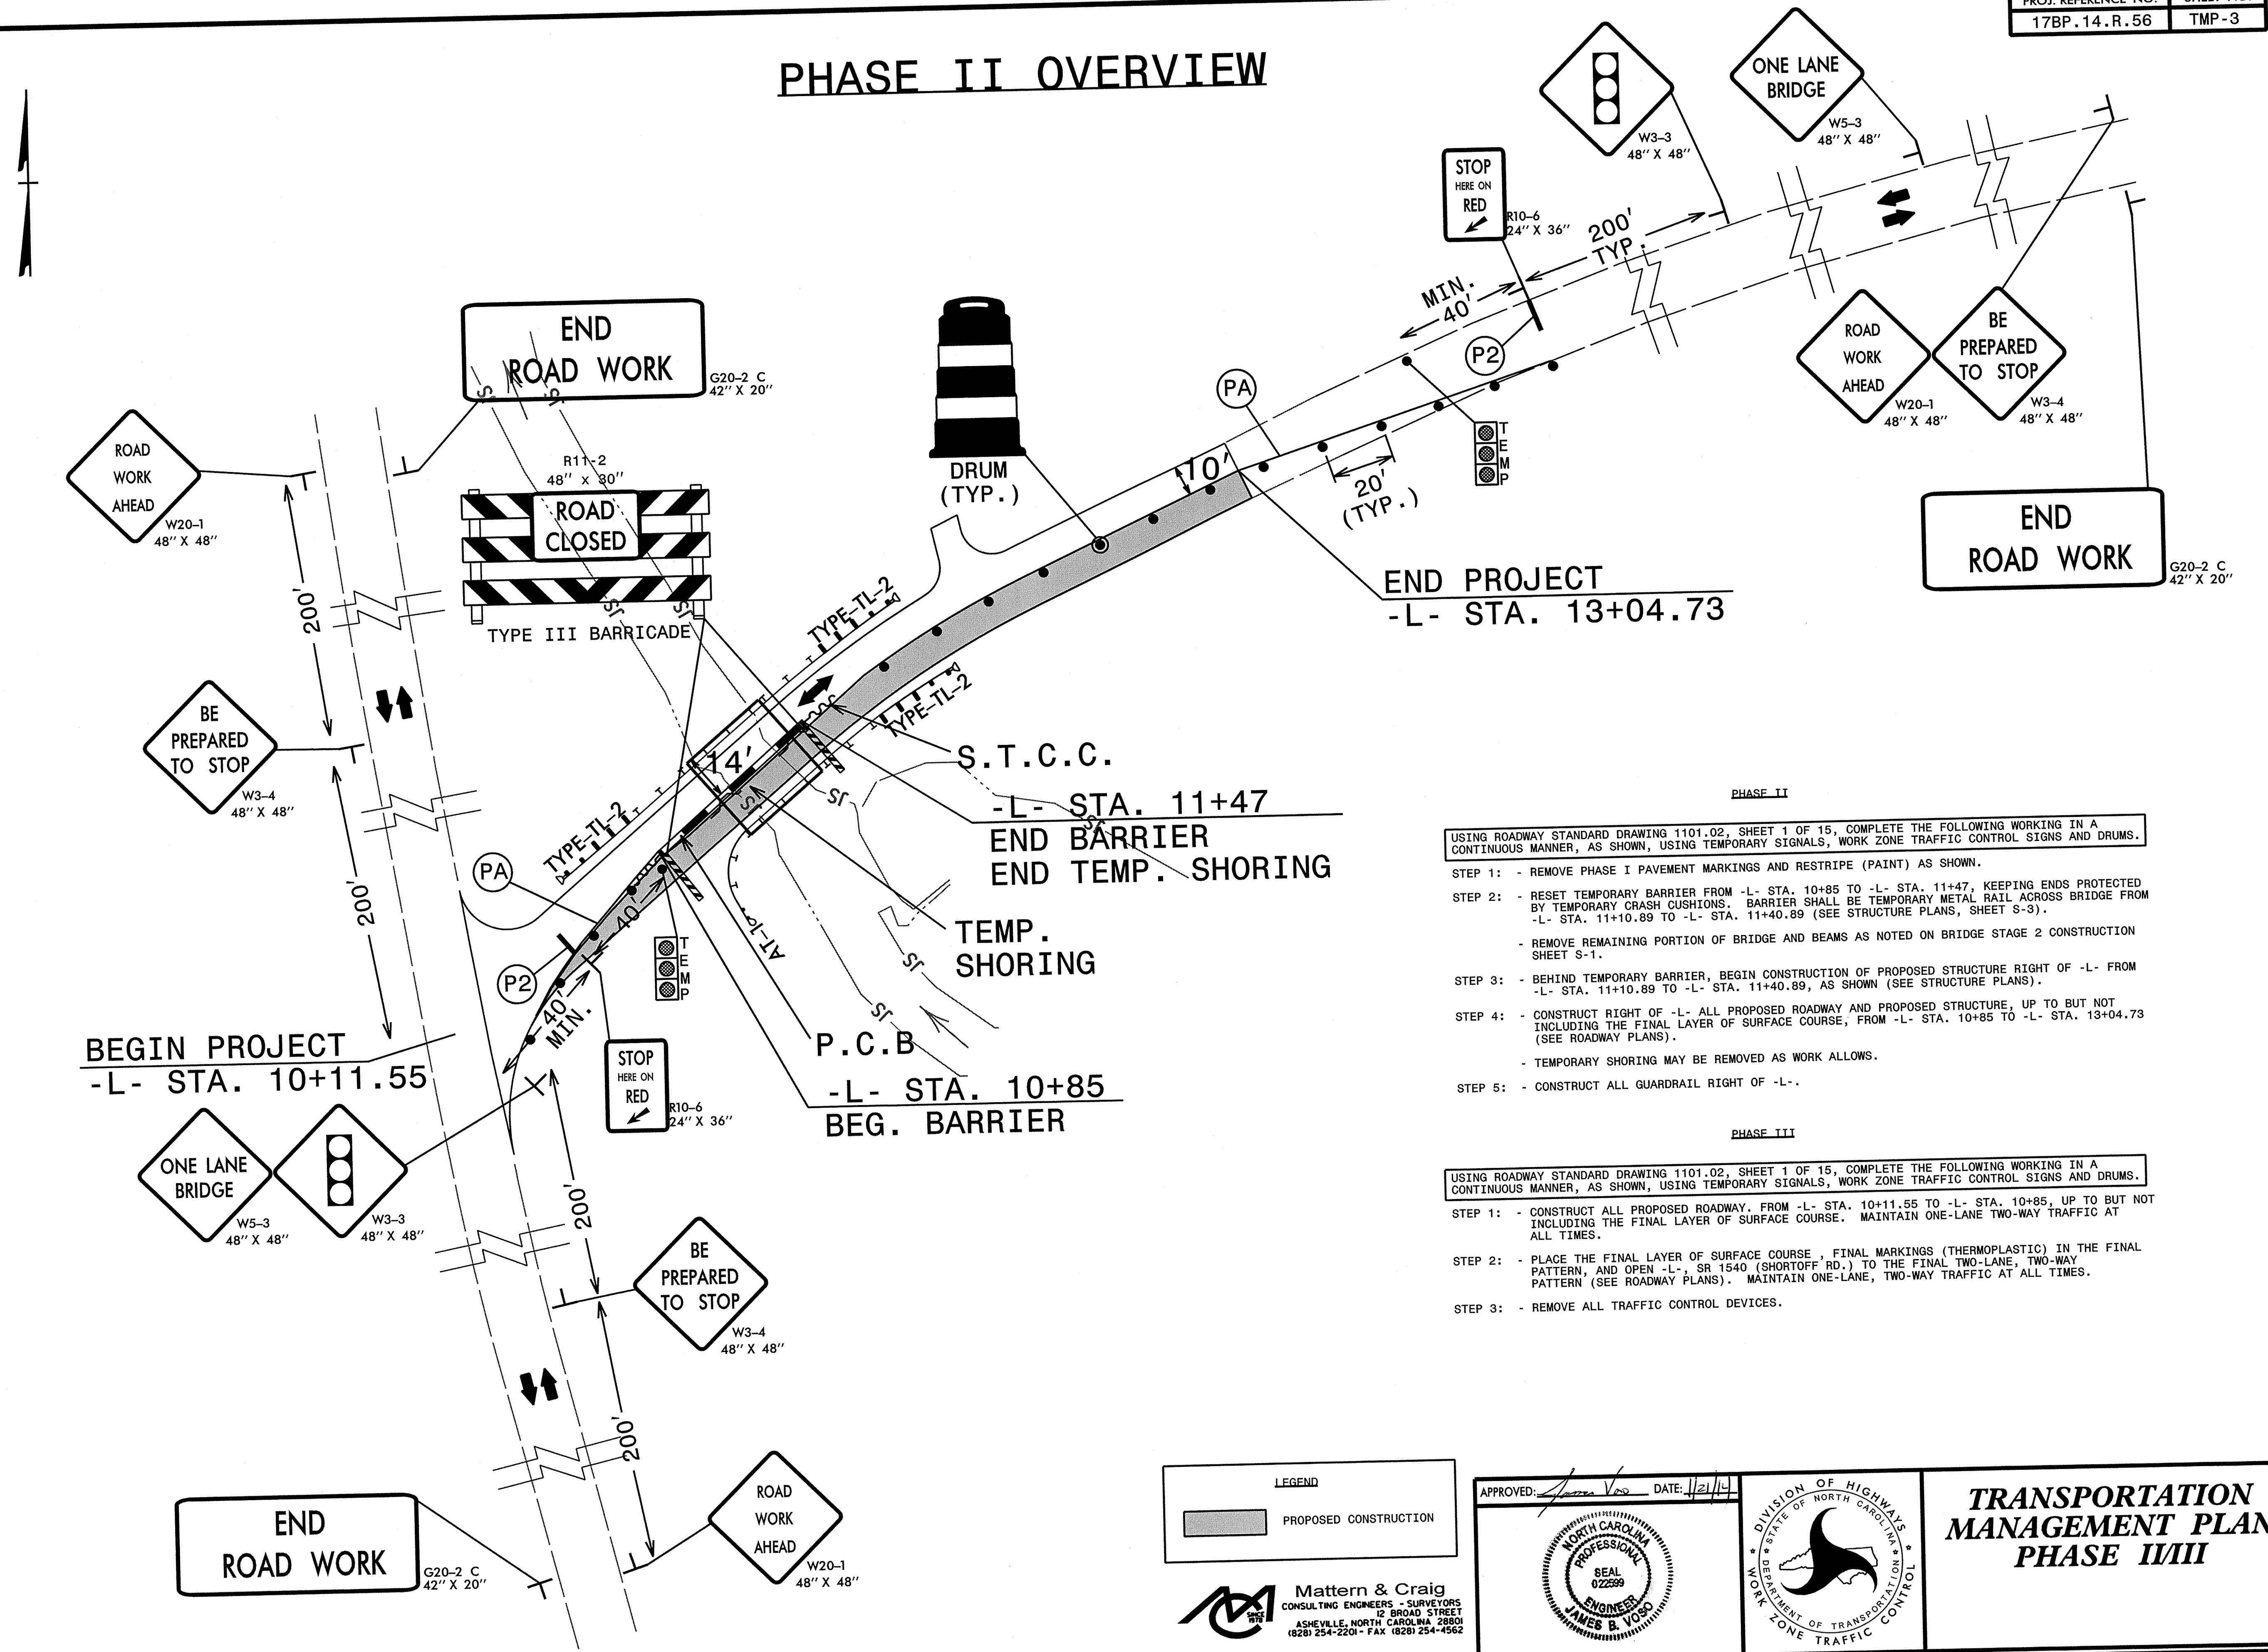 PROJ. REFERENCE NO.
17BP.14.R.56
TMP-3
PHASE II OVERVIEW
W3-3
48" X 48"
ONE LANE
BRIDGE
W5-3
48" X 48"
STOP
HERE ON
RED
R10-6
24" X 36"
200'
TYP.
MIN.
40'
P2
PA
ROAD
WORK
AHEAD
W20-1
48" X 48"
BE
PREPARED
TO STOP
W3-4
48" X 48"
END
ROAD WORK
G20-2 C
42" X 20"
END
ROAD WORK
G20-2 C
42" X 20"
JS
JS
ROAD
WORK
AHEAD
W20-1
48" X 48"
R11-2
48" x 30"
ROAD
CLOSED
JS
JS
TYPE III BARRICADE
DRUM
(TYP.)
10'
20'
(TYP.)
T
E
M
P
END PROJECT
-L- STA. 13+04.73
200'
TYPE-TL-2
TYPE-TL-2
BE
PREPARED
TO STOP
W3-4
48" X 48"
14'
S.T.C.C.
-L- STA. 11+47
END BARRIER
END TEMP. SHORING
JS
JS
JS
TYPE-TL-2
PA
200'
40'
AT-1
TEMP.
SHORING
JS
JS
P2
T
E
M
P
40'
MIN.
P.C.B
BEGIN PROJECT
-L- STA. 10+11.55
STOP
HERE ON
RED
R10-6
24" X 36"
-L- STA. 10+85
BEG. BARRIER
ONE LANE
BRIDGE
W5-3
48" X 48"
W3-3
48" X 48"
200'
BE
PREPARED
TO STOP
W3-4
48" X 48"
200'
END
ROAD WORK
G20-2 C
42" X 20"
ROAD
WORK
AHEAD
W20-1
48" X 48"
PHASE II
USING ROADWAY STANDARD DRAWING 1101.02, SHEET 1 OF 15, COMPLETE THE FOLLOWING WORKING IN A
CONTINUOUS MANNER, AS SHOWN, USING TEMPORARY SIGNALS, WORK ZONE TRAFFIC CONTROL SIGNS AND DRUMS.
STEP 1: - REMOVE PHASE I PAVEMENT MARKINGS AND RESTRIPE (PAINT) AS SHOWN.
STEP 2: - RESET TEMPORARY BARRIER FROM -L- STA. 10+85 TO -L- STA. 11+47, KEEPING ENDS PROTECTED
BY TEMPORARY CRASH CUSHIONS. BARRIER SHALL BE TEMPORARY METAL RAIL ACROSS BRIDGE FROM
-L- STA. 11+10.89 TO -L- STA. 11+40.89 (SEE STRUCTURE PLANS, SHEET S-3).
- REMOVE REMAINING PORTION OF BRIDGE AND BEAMS AS NOTED ON BRIDGE STAGE 2 CONSTRUCTION
SHEET S-1.
STEP 3: - BEHIND TEMPORARY BARRIER, BEGIN CONSTRUCTION OF PROPOSED STRUCTURE RIGHT OF -L- FROM
-L- STA. 11+10.89 TO -L- STA. 11+40.89, AS SHOWN (SEE STRUCTURE PLANS).
STEP 4: - CONSTRUCT RIGHT OF -L- ALL PROPOSED ROADWAY AND PROPOSED STRUCTURE, UP TO BUT NOT
INCLUDING THE FINAL LAYER OF SURFACE COURSE, FROM -L- STA. 10+85 TO -L- STA. 13+04.73
(SEE ROADWAY PLANS).
- TEMPORARY SHORING MAY BE REMOVED AS WORK ALLOWS.
STEP 5: - CONSTRUCT ALL GUARDRAIL RIGHT OF -L-.
PHASE III
USING ROADWAY STANDARD DRAWING 1101.02, SHEET 1 OF 15, COMPLETE THE FOLLOWING WORKING IN A
CONTINUOUS MANNER, AS SHOWN, USING TEMPORARY SIGNALS, WORK ZONE TRAFFIC CONTROL SIGNS AND DRUMS.
STEP 1: - CONSTRUCT ALL PROPOSED ROADWAY. FROM -L- STA. 10+11.55 TO -L- STA. 10+85, UP TO BUT NOT
INCLUDING THE FINAL LAYER OF SURFACE COURSE. MAINTAIN ONE-LANE TWO-WAY TRAFFIC AT
ALL TIMES.
STEP 2: - PLACE THE FINAL LAYER OF SURFACE COURSE , FINAL MARKINGS (THERMOPLASTIC) IN THE FINAL
PATTERN, AND OPEN -L-, SR 1540 (SHORTOFF RD.) TO THE FINAL TWO-LANE, TWO-WAY
PATTERN (SEE ROADWAY PLANS). MAINTAIN ONE-LANE, TWO-WAY TRAFFIC AT ALL TIMES.
STEP 3: - REMOVE ALL TRAFFIC CONTROL DEVICES.
LEGEND
PROPOSED CONSTRUCTION
MC
SINCE
1978
Mattern & Craig
CONSULTING ENGINEERS - SURVEYORS
12 BROAD STREET
ASHEVILLE, NORTH CAROLINA 28801
(828) 254-2201 - FAX (828) 254-4562
APPROVED: James Voso DATE: 1/21/14
NORTH CAROLINA
PROFESSIONAL
SEAL
022599
ENGINEER
JAMES B. VOSO
DIVISION OF HIGHWAYS
STATE OF NORTH CAROLINA
DEPARTMENT OF TRANSPORTATION
WORK ZONE TRAFFIC CONTROL
TRANSPORTATION
MANAGEMENT PLAN
PHASE II/III